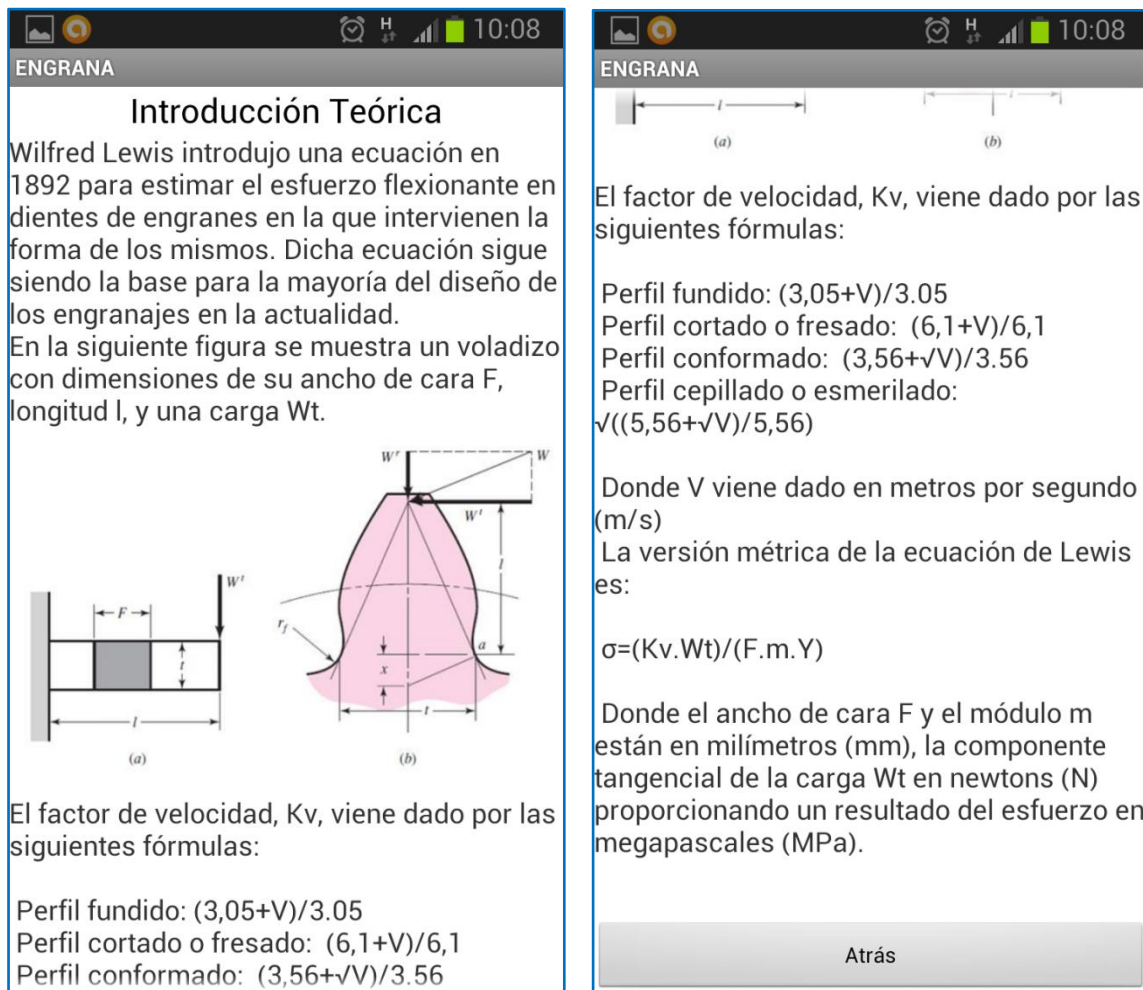 H 10:08
ENGRANA
Introducción Teórica
Wilfred Lewis introdujo una ecuación en
1892 para estimar el esfuerzo flexionante en
dientes de engranes en la que intervienen la
forma de los mismos. Dicha ecuación sigue
siendo la base para la mayoría del diseño de
los engranajes en la actualidad.
En la siguiente figura se muestra un voladizo
con dimensiones de su ancho de cara F,
longitud l, y una carga Wt.
W^r W
W^t
l
W^t
F
r_f
a
t
x
t
l
(a) (b)
El factor de velocidad, Kv, viene dado por las
siguientes fórmulas:
Perfil fundido: (3,05+V)/3.05
Perfil cortado o fresado: (6,1+V)/6,1
Perfil conformado: (3,56+√V)/3.56
H 10:08
ENGRANA
l l
(a) (b)
El factor de velocidad, Kv, viene dado por las
siguientes fórmulas:
Perfil fundido: (3,05+V)/3.05
Perfil cortado o fresado: (6,1+V)/6,1
Perfil conformado: (3,56+√V)/3.56
Perfil cepillado o esmerilado:
√((5,56+√V)/5,56)
Donde V viene dado en metros por segundo
(m/s)
La versión métrica de la ecuación de Lewis
es:
σ=(Kv.Wt)/(F.m.Y)
Donde el ancho de cara F y el módulo m
están en milímetros (mm), la componente
tangencial de la carga Wt en newtons (N)
proporcionando un resultado del esfuerzo en
megapascales (MPa).
Atrás